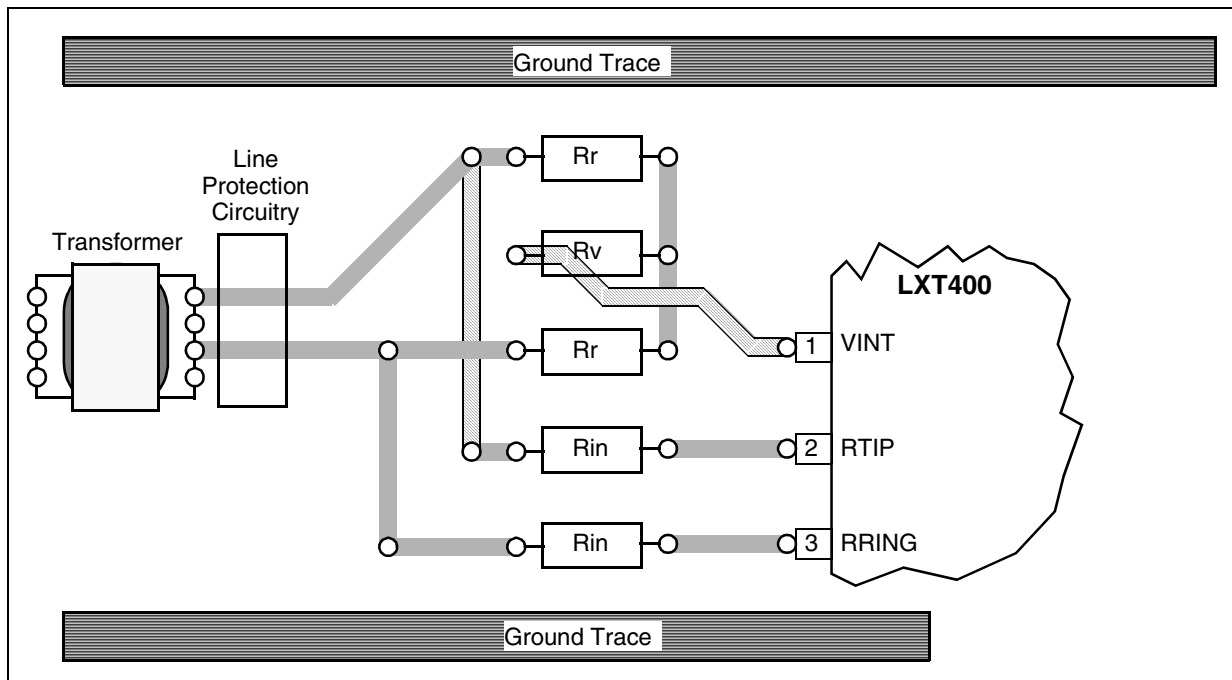 Ground Trace
Line
Protection
Circuitry
Transformer
Rr
Rv
Rr
Rin
Rin
LXT400
1 VINT
2 RTIP
3 RRING
Ground Trace